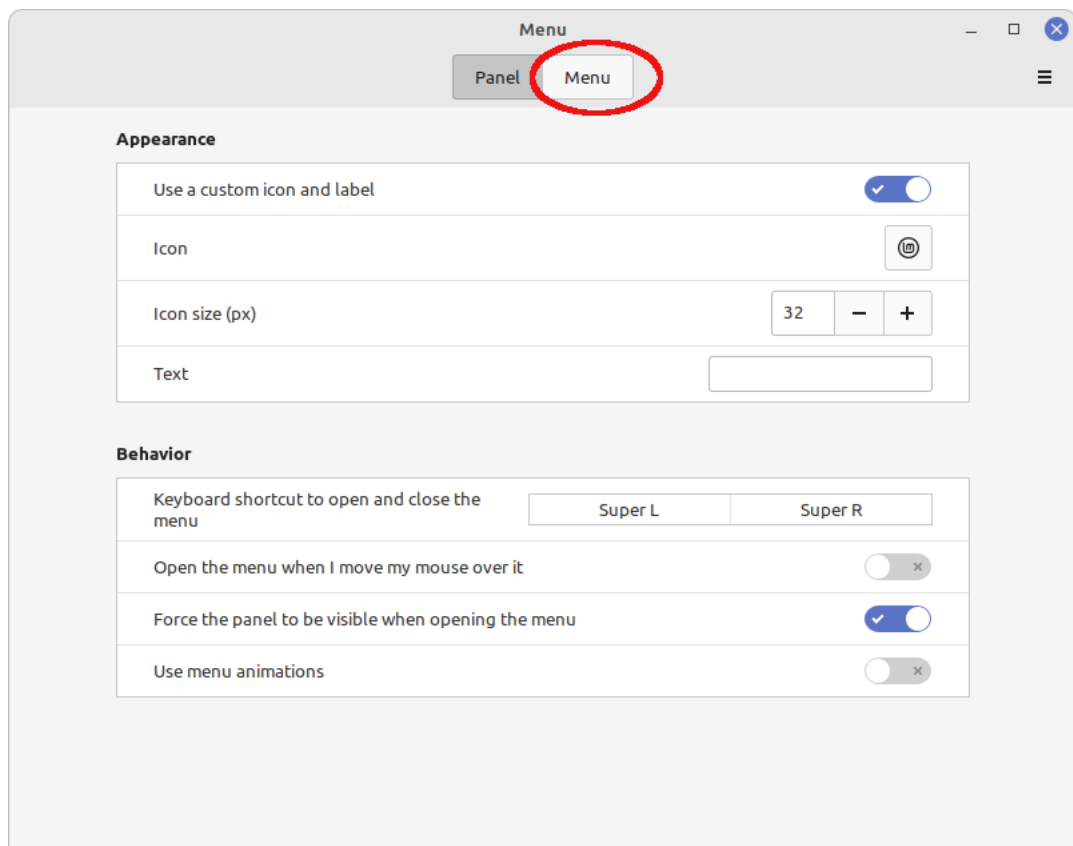 Menu
Panel
Menu
Appearance
Use a custom icon and label
Icon
Icon size (px)
32
Text
Behavior
Keyboard shortcut to open and close the
menu
Super L
Super R
Open the menu when I move my mouse over it
Force the panel to be visible when opening the menu
Use menu animations